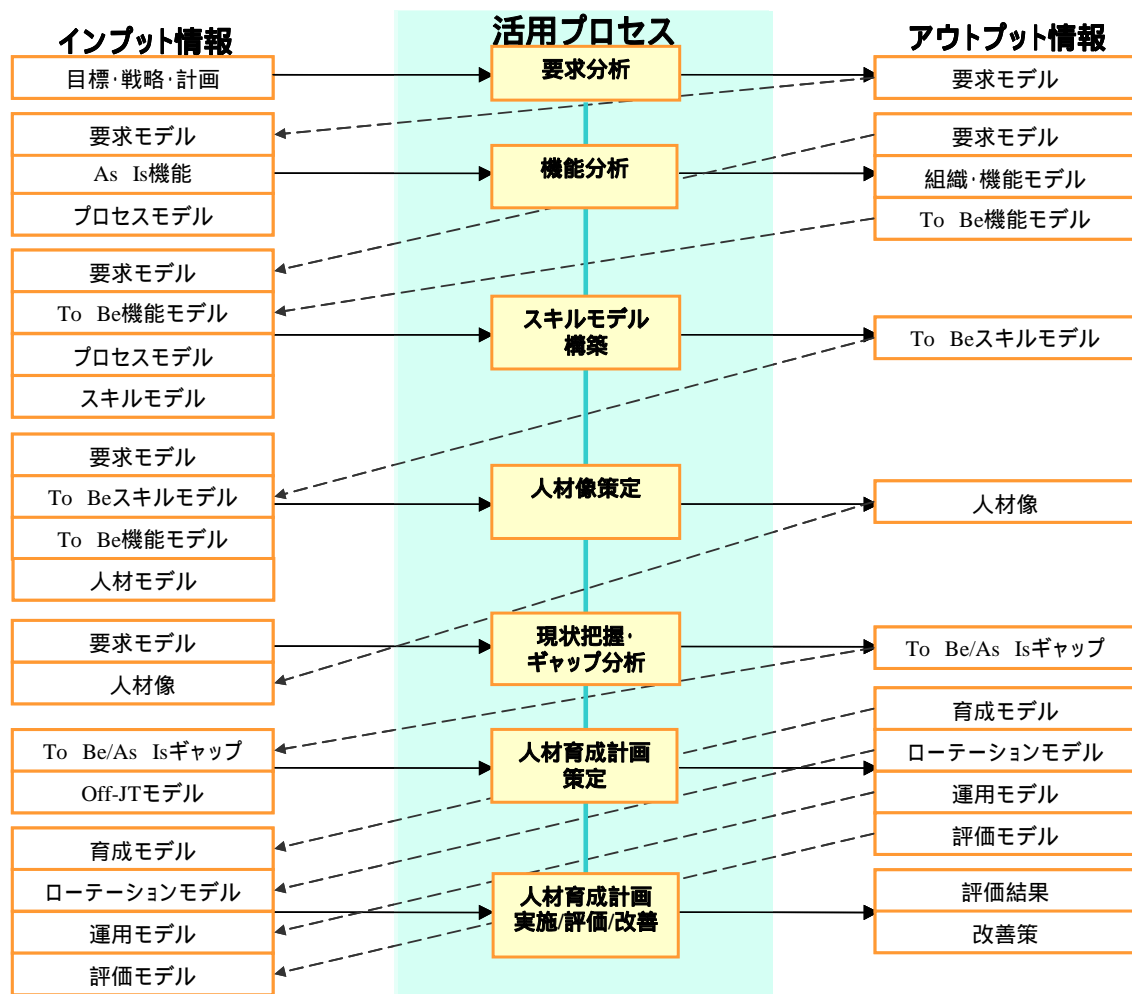 インプット情報
活用プロセス
アウトプット情報
目標・戦略・計画
要求分析
要求モデル
要求モデル
As Is機能
プロセスモデル
機能分析
要求モデル
組織・機能モデル
To Be機能モデル
要求モデル
To Be機能モデル
プロセスモデル
スキルモデル
スキルモデル
構築
To Beスキルモデル
要求モデル
To Beスキルモデル
To Be機能モデル
人材モデル
人材像策定
人材像
要求モデル
人材像
現状把握・
ギャップ分析
To Be/As Isギャップ
To Be/As Isギャップ
Off-JTモデル
人材育成計画
策定
育成モデル
ローテーションモデル
運用モデル
評価モデル
育成モデル
ローテーションモデル
運用モデル
評価モデル
人材育成計画
実施/評価/改善
評価結果
改善策